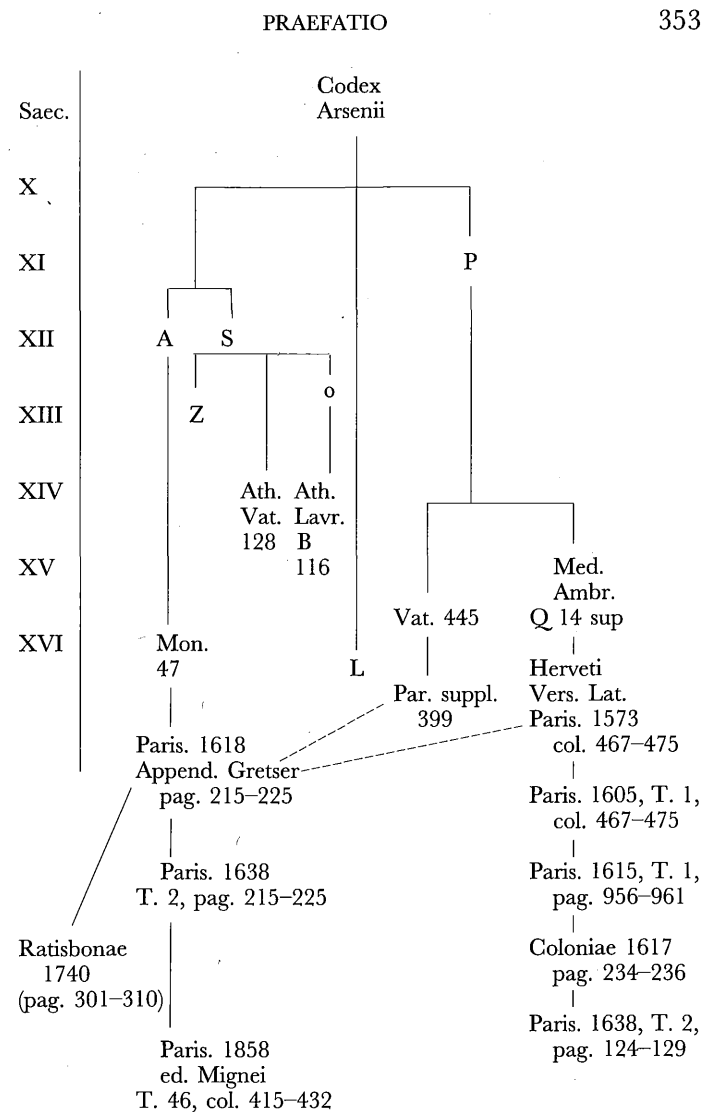 PRAEFATIO 353
Codex
Saec. Arsenii
X
XI P
XII A S
o
XIII Z
XIV Ath. Ath.
Vat. Lavr.
128 B
XV 116 Med.
Ambr.
Vat. 445 Q 14 sup
XVI Mon.
47 L Herveti
Par. suppl. Vers. Lat.
399 Paris. 1573
Paris. 1618 col. 467–475
Append. Gretser
pag. 215–225 Paris. 1605, T. 1,
col. 467–475
Paris. 1638 Paris. 1615, T. 1,
T. 2, pag. 215–225 pag. 956–961
Ratisbonae Coloniae 1617
1740 pag. 234–236
(pag. 301–310)
Paris. 1638, T. 2,
Paris. 1858 pag. 124–129
ed. Mignei
T. 46, col. 415–432